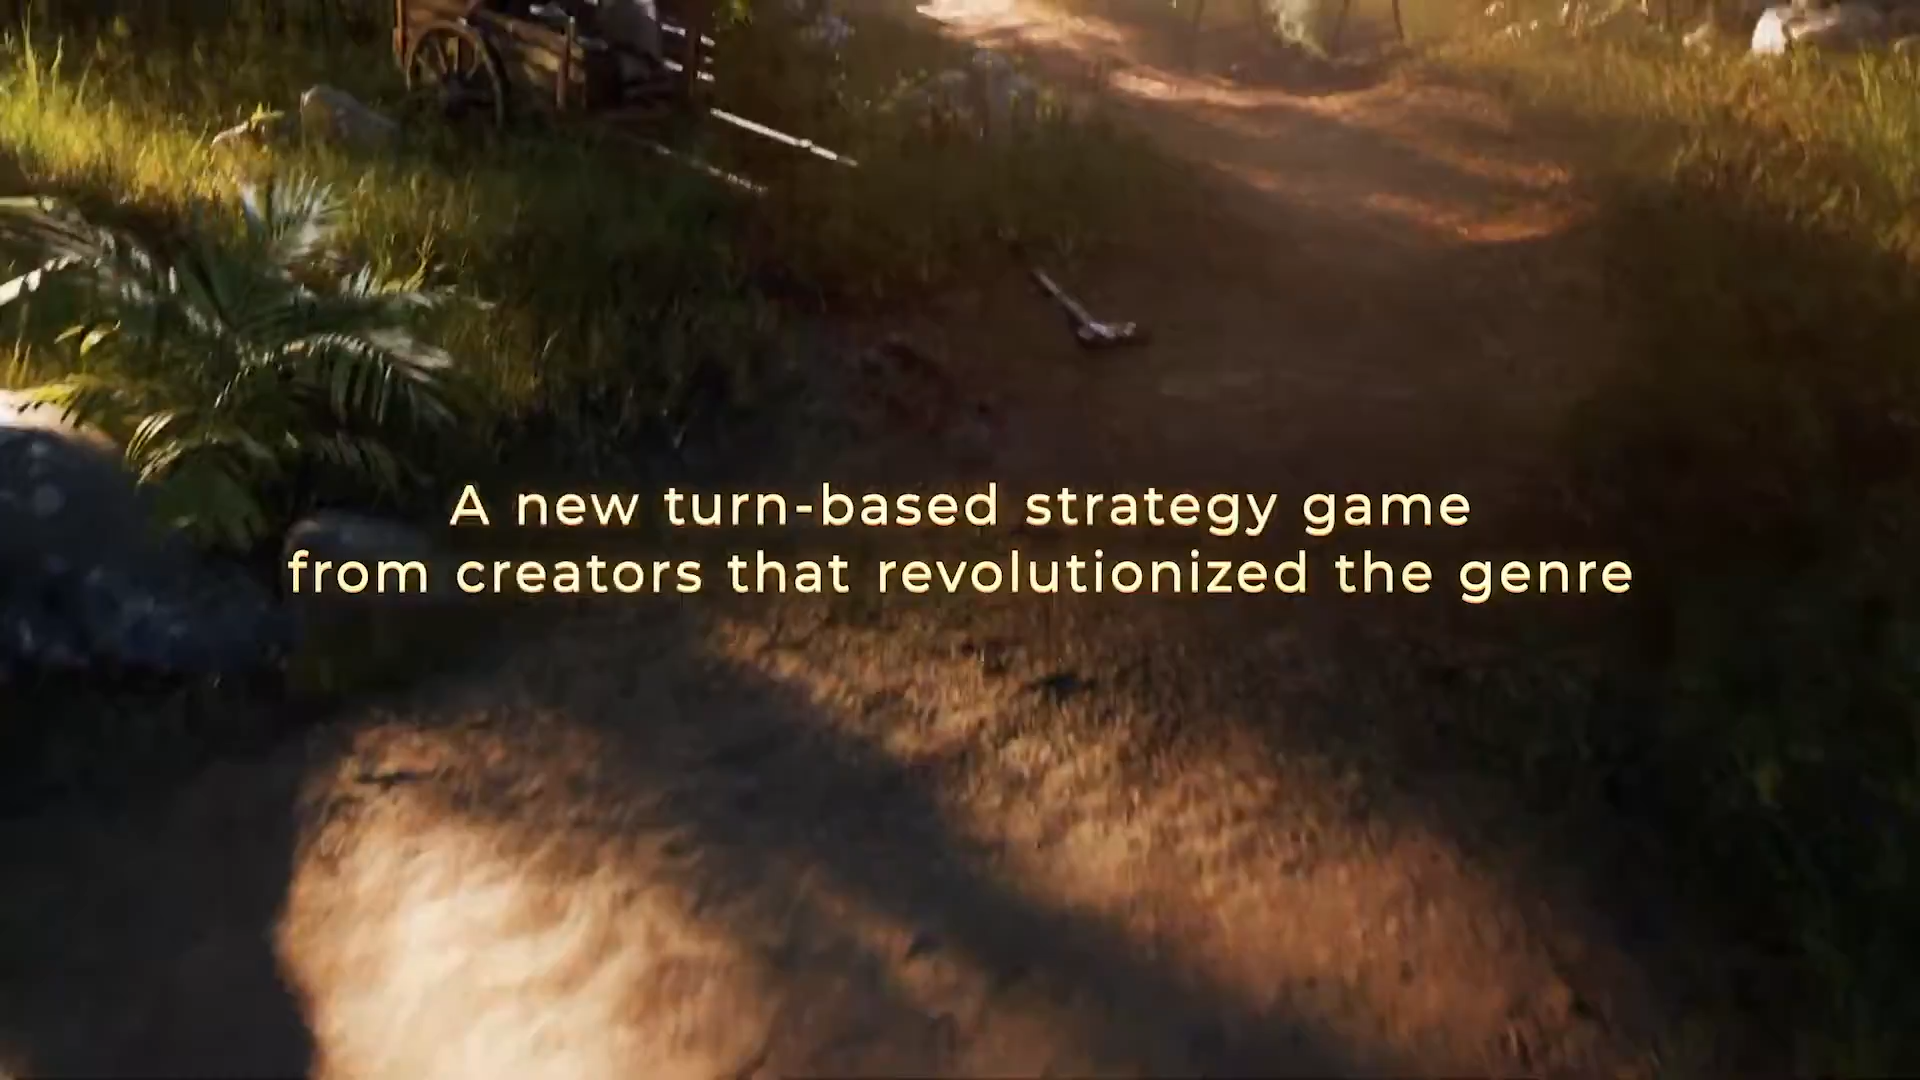 A new turn-based strategy game
from creators that revolutionized the genre